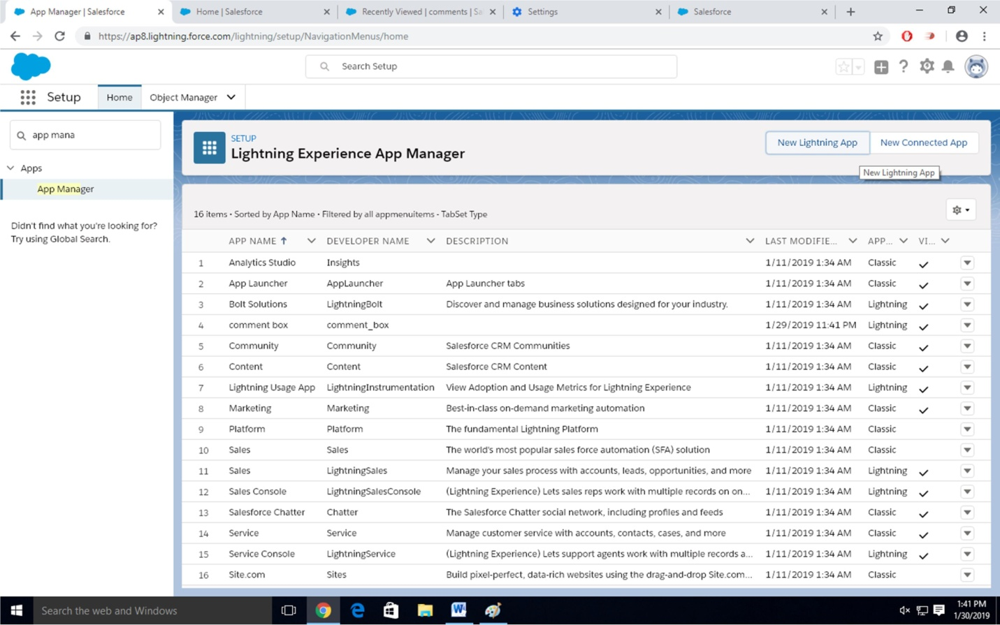 App Manager | Salesforce
Home | Salesforce
Recently Viewed | comments | Sa
Settings
Salesforce
https://ap8.lightning.force.com/lightning/setup/NavigationMenus/home
Search Setup
Setup
Home
Object Manager
app mana
Apps
App Manager
Didn't find what you're looking for?
Try using Global Search.
SETUP
Lightning Experience App Manager
New Lightning App
New Connected App
New Lightning App
16 items • Sorted by App Name • Filtered by all appmenuitems - TabSet Type
APP NAME DEVELOPER NAME DESCRIPTION LAST MODIFIE... APP... VI...
1 Analytics Studio Insights 1/11/2019 1:34 AM Classic
2 App Launcher AppLauncher App Launcher tabs 1/11/2019 1:34 AM Classic
3 Bolt Solutions LightningBolt Discover and manage business solutions designed for your industry. 1/11/2019 1:34 AM Lightning
4 comment box comment_box 1/29/2019 11:41 PM Lightning
5 Community Community Salesforce CRM Communities 1/11/2019 1:34 AM Classic
6 Content Content Salesforce CRM Content 1/11/2019 1:34 AM Classic
7 Lightning Usage App LightningInstrumentation View Adoption and Usage Metrics for Lightning Experience 1/11/2019 1:34 AM Lightning
8 Marketing Marketing Best-in-class on-demand marketing automation 1/11/2019 1:34 AM Classic
9 Platform Platform The fundamental Lightning Platform 1/11/2019 1:34 AM Classic
10 Sales Sales The world's most popular sales force automation (SFA) solution 1/11/2019 1:34 AM Classic
11 Sales LightningSales Manage your sales process with accounts, leads, opportunities, and more 1/11/2019 1:34 AM Lightning
12 Sales Console LightningSalesConsole (Lightning Experience) Lets sales reps work with multiple records on on... 1/11/2019 1:34 AM Lightning
13 Salesforce Chatter Chatter The Salesforce Chatter social network, including profiles and feeds 1/11/2019 1:34 AM Classic
14 Service Service Manage customer service with accounts, contacts, cases, and more 1/11/2019 1:34 AM Classic
15 Service Console LightningService (Lightning Experience) Lets support agents work with multiple records a... 1/11/2019 1:34 AM Lightning
16 Site.com Sites Build pixel-perfect, data-rich websites using the drag-and-drop Site.com... 1/11/2019 1:34 AM Classic
Search the web and Windows
1:41 PM
1/30/2019